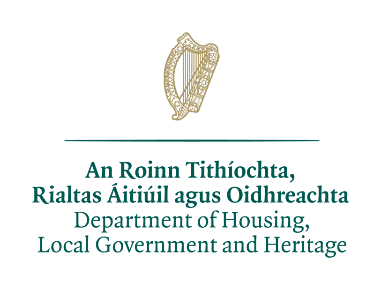 An Roinn Tithíochta,
Rialtas Áitiúil agus Oidhreachta
Department of Housing,
Local Government and Heritage